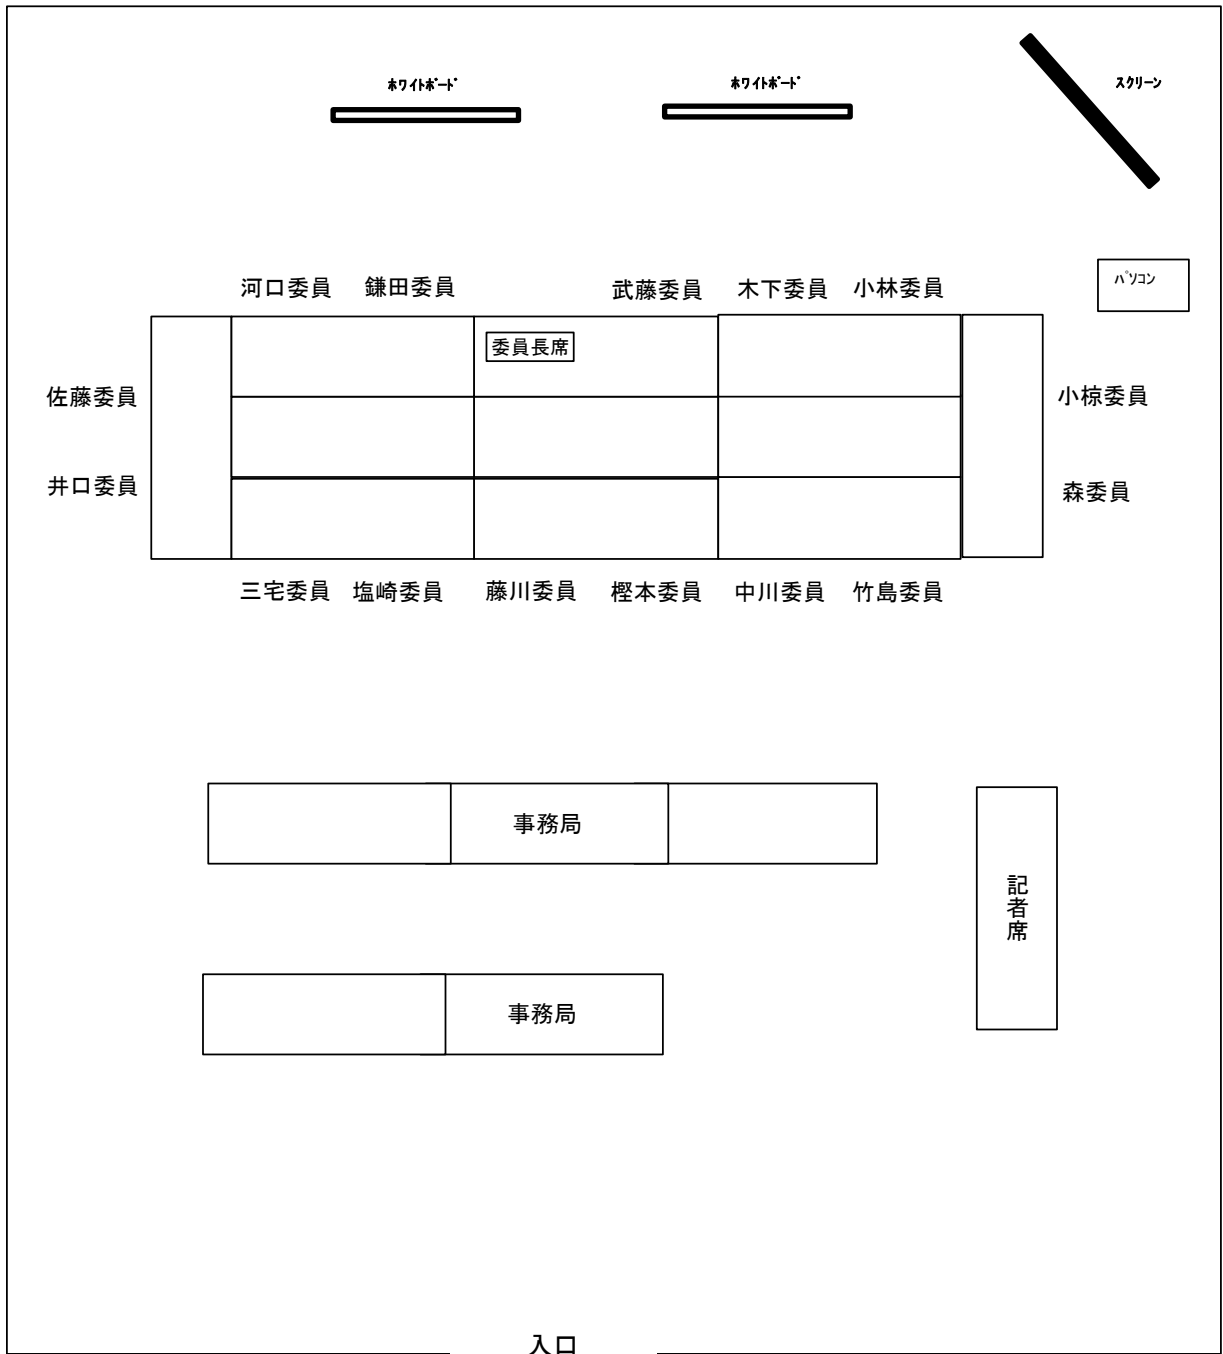 ﾎﾜｲﾄﾎﾞｰﾄﾞ ﾎﾜｲﾄﾎﾞｰﾄﾞ ｽｸﾘｰﾝ
ﾊﾟｿｺﾝ
河口委員 鎌田委員 武藤委員 木下委員 小林委員
委員長席
佐藤委員 小椋委員
井口委員 森委員
三宅委員 塩崎委員 藤川委員 樫本委員 中川委員 竹島委員
事務局
記者席
事務局
入口